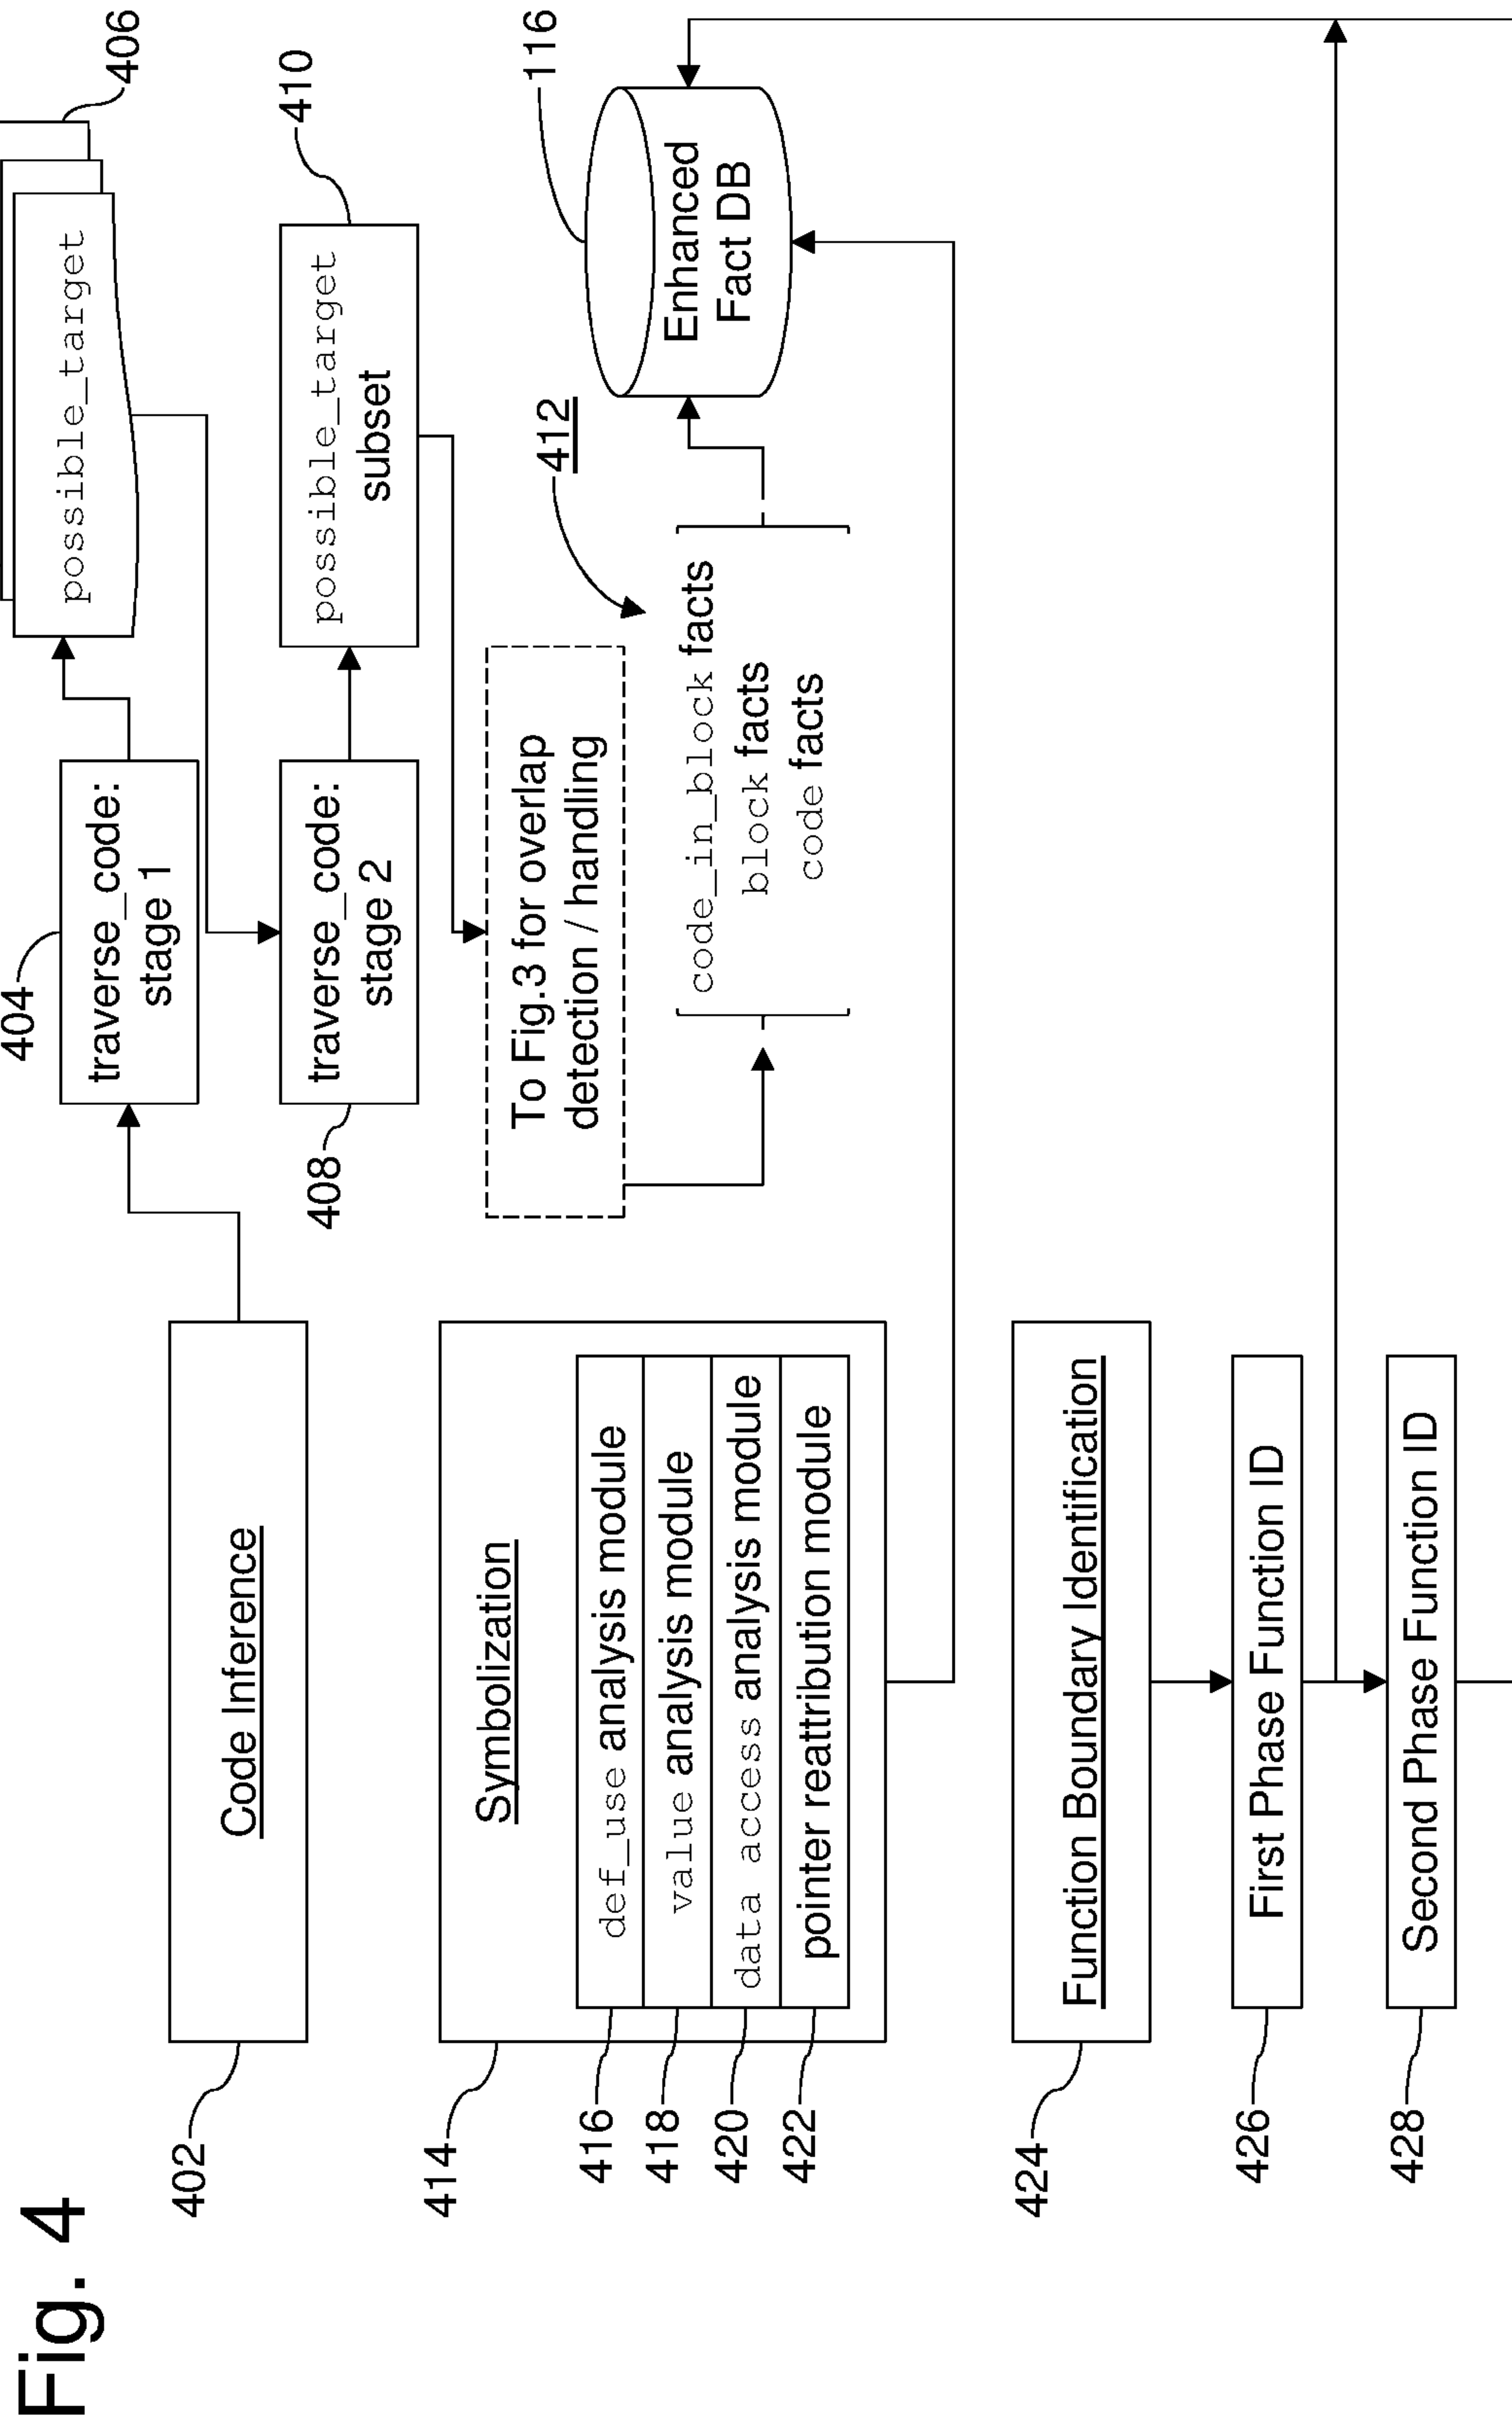 Fig. 4
402
Code Inference
404
traverse_code:
stage 1
406
possible_target
408
traverse_code:
stage 2
410
possible_target
subset
To Fig.3 for overlap
detection / handling
412
code_in_block facts
block facts
code facts
116
Enhanced
Fact DB
414
Symbolization
416
def_use analysis module
418
value analysis module
420
data access analysis module
422
pointer reattribution module
424
Function Boundary Identification
426
First Phase Function ID
428
Second Phase Function ID